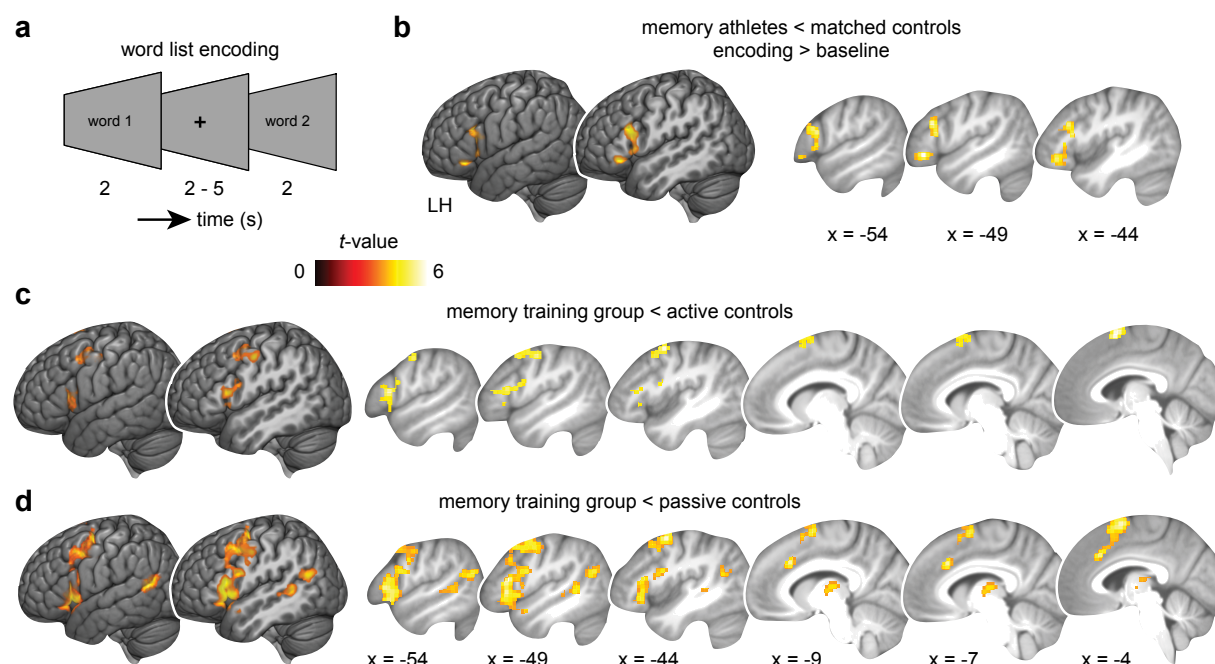 a
word list encoding
word 1
+
word 2
2
2 - 5
2
time (s)
b
memory athletes < matched controls
encoding > baseline
LH
x = -54
x = -49
x = -44
t-value
0
6
c
memory training group < active controls
d
memory training group < passive controls
x = -54
x = -49
x = -44
x = -9
x = -7
x = -4